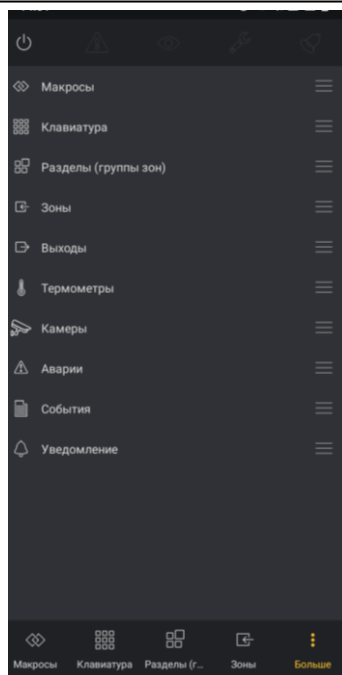 Макросы
Клавиатура
Разделы (группы зон)
Зоны
Выходы
Термометры
Камеры
Аварии
События
Уведомление
Макросы Клавиатура Разделы (г... Зоны Больше